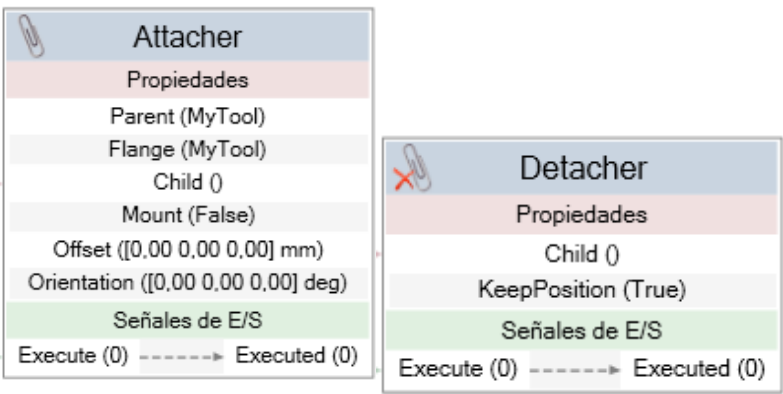 Attacher
Propiedades
Parent (MyTool)
Flange (MyTool)
Child ()
Mount (False)
Offset ([0,00 0,00 0,00] mm)
Orientation ([0,00 0,00 0,00] deg)
Señales de E/S
Execute (0) Executed (0)
Detacher
Propiedades
Child ()
KeepPosition (True)
Señales de E/S
Execute (0) Executed (0)